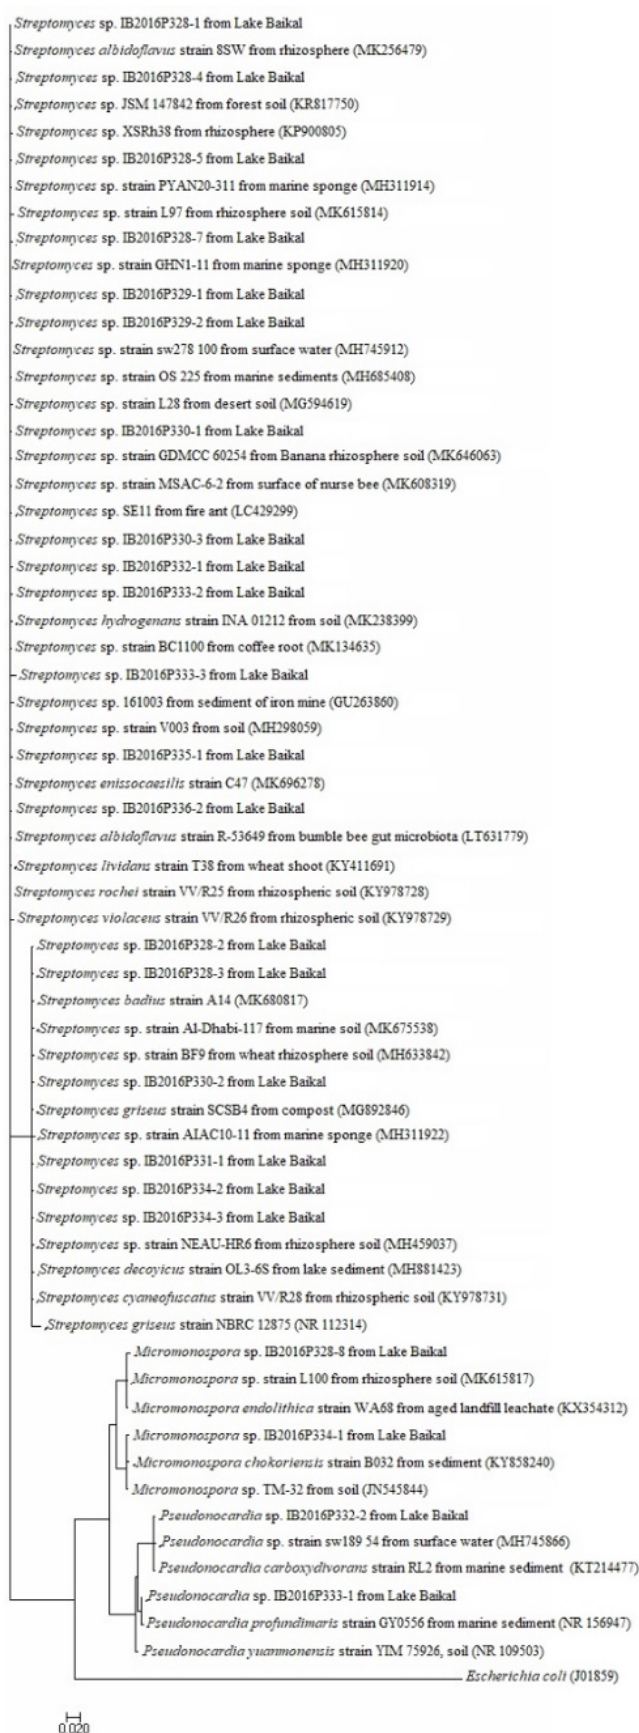 Streptomyces sp. IB2016P328-1 from Lake Baikal
Streptomyces albidoflavus strain 8SW from rhizosphere (MK256479)
Streptomyces sp. IB2016P328-4 from Lake Baikal
Streptomyces sp. JSM 147842 from forest soil (KR817750)
Streptomyces sp. XSRh38 from rhizosphere (KP900805)
Streptomyces sp. IB2016P328-5 from Lake Baikal
Streptomyces sp. strain PYAN20-311 from marine sponge (MH311914)
Streptomyces sp. strain L97 from rhizosphere soil (MK615814)
Streptomyces sp. IB2016P328-7 from Lake Baikal
Streptomyces sp. strain GHN1-11 from marine sponge (MH311920)
Streptomyces sp. IB2016P329-1 from Lake Baikal
Streptomyces sp. IB2016P329-2 from Lake Baikal
Streptomyces sp. strain sw278 100 from surface water (MH745912)
Streptomyces sp. strain OS 225 from marine sediments (MH685408)
Streptomyces sp. strain L28 from desert soil (MG594619)
Streptomyces sp. IB2016P330-1 from Lake Baikal
Streptomyces sp. strain GDMCC 60254 from Banana rhizosphere soil (MK646063)
Streptomyces sp. strain MSAC-6-2 from surface of nurse bee (MK608319)
Streptomyces sp. SE11 from fire ant (LC429299)
Streptomyces sp. IB2016P330-3 from Lake Baikal
Streptomyces sp. IB2016P332-1 from Lake Baikal
Streptomyces sp. IB2016P333-2 from Lake Baikal
Streptomyces hydrogenans strain INA 01212 from soil (MK238399)
Streptomyces sp. strain BC1100 from coffee root (MK134635)
Streptomyces sp. IB2016P333-3 from Lake Baikal
Streptomyces sp. 161003 from sediment of iron mine (GU263860)
Streptomyces sp. strain V003 from soil (MH298059)
Streptomyces sp. IB2016P335-1 from Lake Baikal
Streptomyces enissocaesilis strain C47 (MK696278)
Streptomyces sp. IB2016P336-2 from Lake Baikal
Streptomyces albidoflavus strain R-53649 from bumble bee gut microbiota (LT631779)
Streptomyces lividans strain T38 from wheat shoot (KY411691)
Streptomyces rochei strain VV/R25 from rhizospheric soil (KY978728)
Streptomyces violaceus strain VV/R26 from rhizospheric soil (KY978729)
Streptomyces sp. IB2016P328-2 from Lake Baikal
Streptomyces sp. IB2016P328-3 from Lake Baikal
Streptomyces badius strain A14 (MK680817)
Streptomyces sp. strain Al-Dhabi-117 from marine soil (MK675538)
Streptomyces sp. strain BF9 from wheat rhizosphere soil (MH633842)
Streptomyces sp. IB2016P330-2 from Lake Baikal
Streptomyces griseus strain SCSB4 from compost (MG892846)
Streptomyces sp. strain AIAC10-11 from marine sponge (MH311922)
Streptomyces sp. IB2016P331-1 from Lake Baikal
Streptomyces sp. IB2016P334-2 from Lake Baikal
Streptomyces sp. IB2016P334-3 from Lake Baikal
Streptomyces sp. strain NEAU-HR6 from rhizosphere soil (MH459037)
Streptomyces decoyicus strain OL3-6S from lake sediment (MH881423)
Streptomyces cyaneofuscatus strain VV/R28 from rhizospheric soil (KY978731)
Streptomyces griseus strain NBRC 12875 (NR 112314)
Micromonospora sp. IB2016P328-8 from Lake Baikal
Micromonospora sp. strain L100 from rhizosphere soil (MK615817)
Micromonospora endolithica strain WA68 from aged landfill leachate (KX354312)
Micromonospora sp. IB2016P334-1 from Lake Baikal
Micromonospora chokoriensis strain B032 from sediment (KY858240)
Micromonospora sp. TM-32 from soil (JN545844)
Pseudonocardia sp. IB2016P332-2 from Lake Baikal
Pseudonocardia sp. strain sw189 54 from surface water (MH745866)
Pseudonocardia carboxydivorans strain RL2 from marine sediment (KT214477)
Pseudonocardia sp. IB2016P333-1 from Lake Baikal
Pseudonocardia profundimaris strain GY0556 from marine sediment (NR 156947)
Pseudonocardia yuanmonensis strain YIM 75926, soil (NR 109503)
Escherichia coli (J01859)
0.020